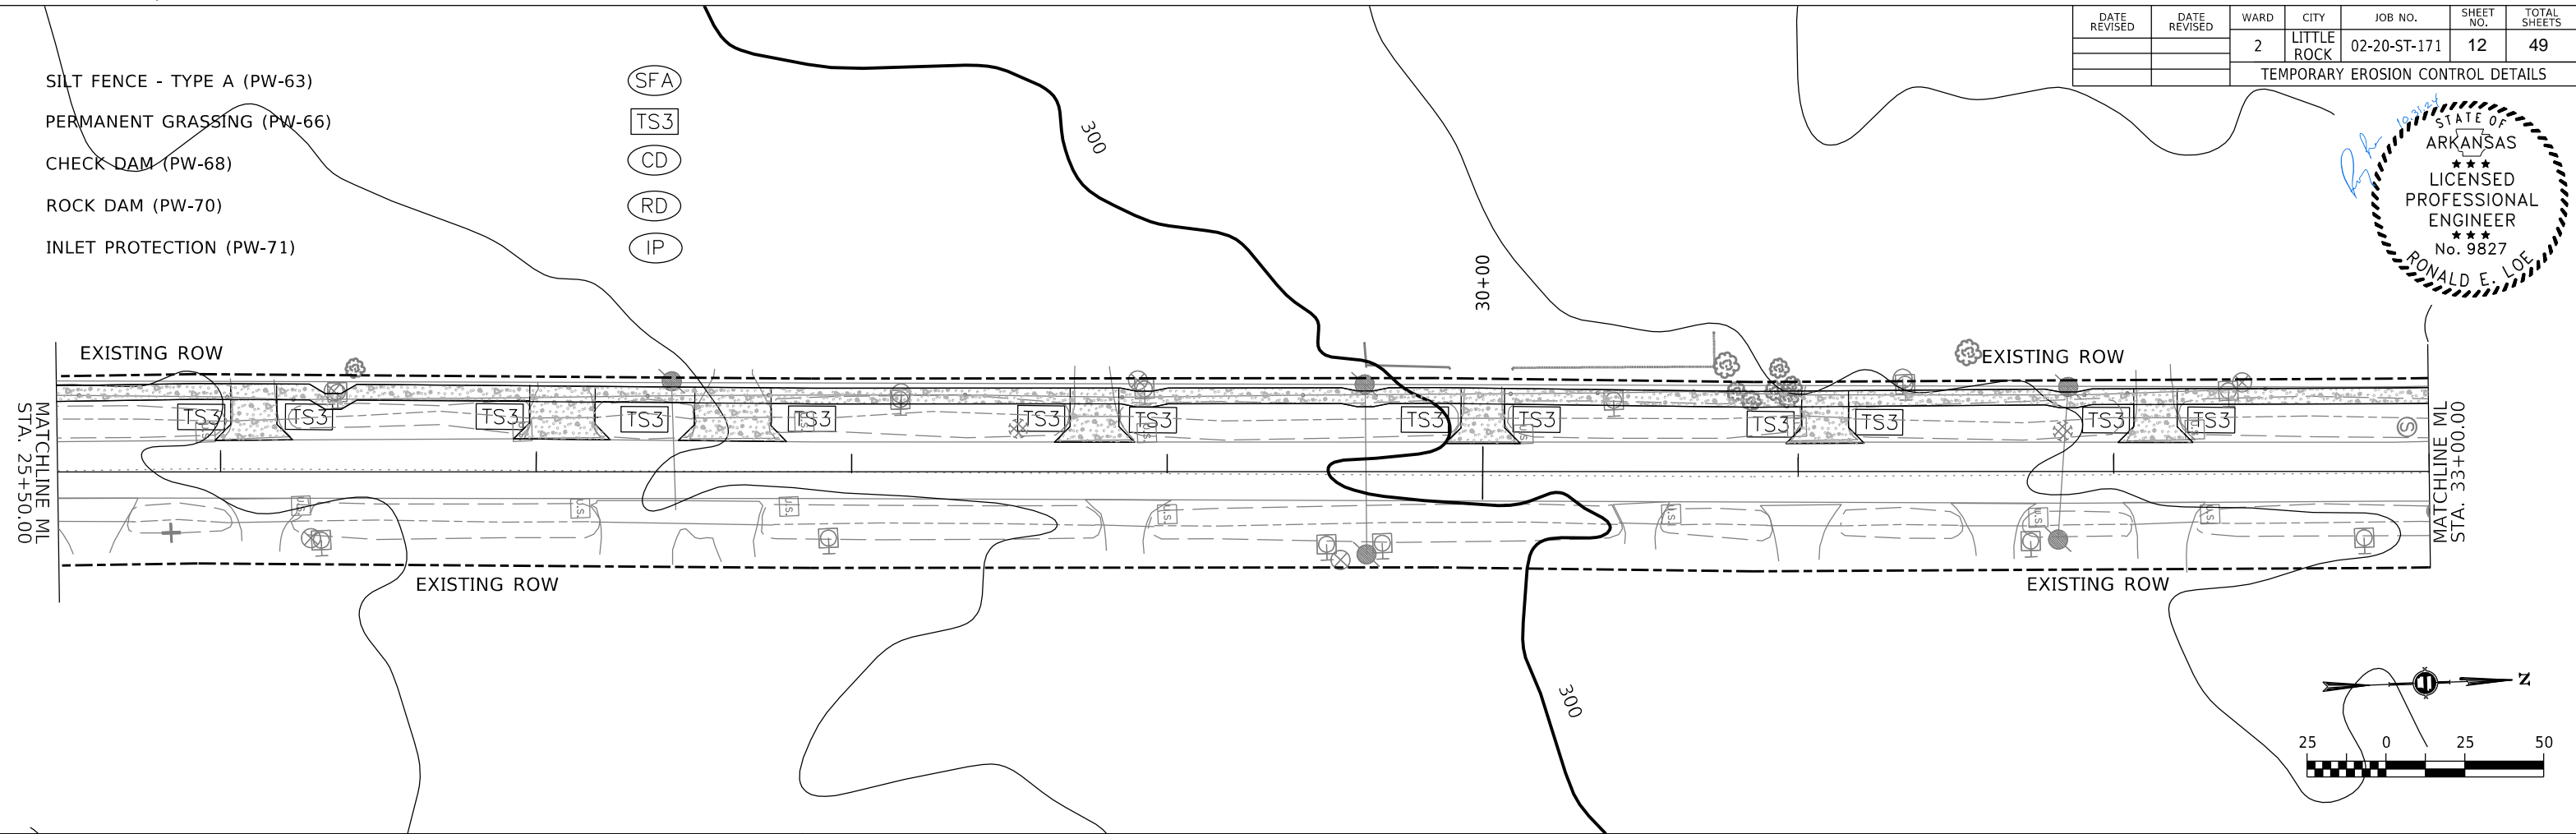 DATE REVISED
DATE REVISED
WARD
CITY
JOB NO.
SHEET NO.
TOTAL SHEETS
2
LITTLE ROCK
02-20-ST-171
12
49
TEMPORARY EROSION CONTROL DETAILS
SILT FENCE - TYPE A (PW-63)
SFA
PERMANENT GRASSING (PW-66)
TS3
CHECK DAM (PW-68)
CD
ROCK DAM (PW-70)
RD
INLET PROTECTION (PW-71)
IP
10.31.24
STATE OF
ARKANSAS
★★★
LICENSED
PROFESSIONAL
ENGINEER
★★★
No. 9827
RONALD E. LOE
300
30+00
EXISTING ROW
EXISTING ROW
MATCHLINE ML
STA. 25+50.00
TS3
TS3
TS3
TS3
TS3
TS3
TS3
TS3
TS3
TS3
TS3
TS3
TS3
S
MATCHLINE ML
STA. 33+00.00
EXISTING ROW
EXISTING ROW
300
N
25
0
25
50